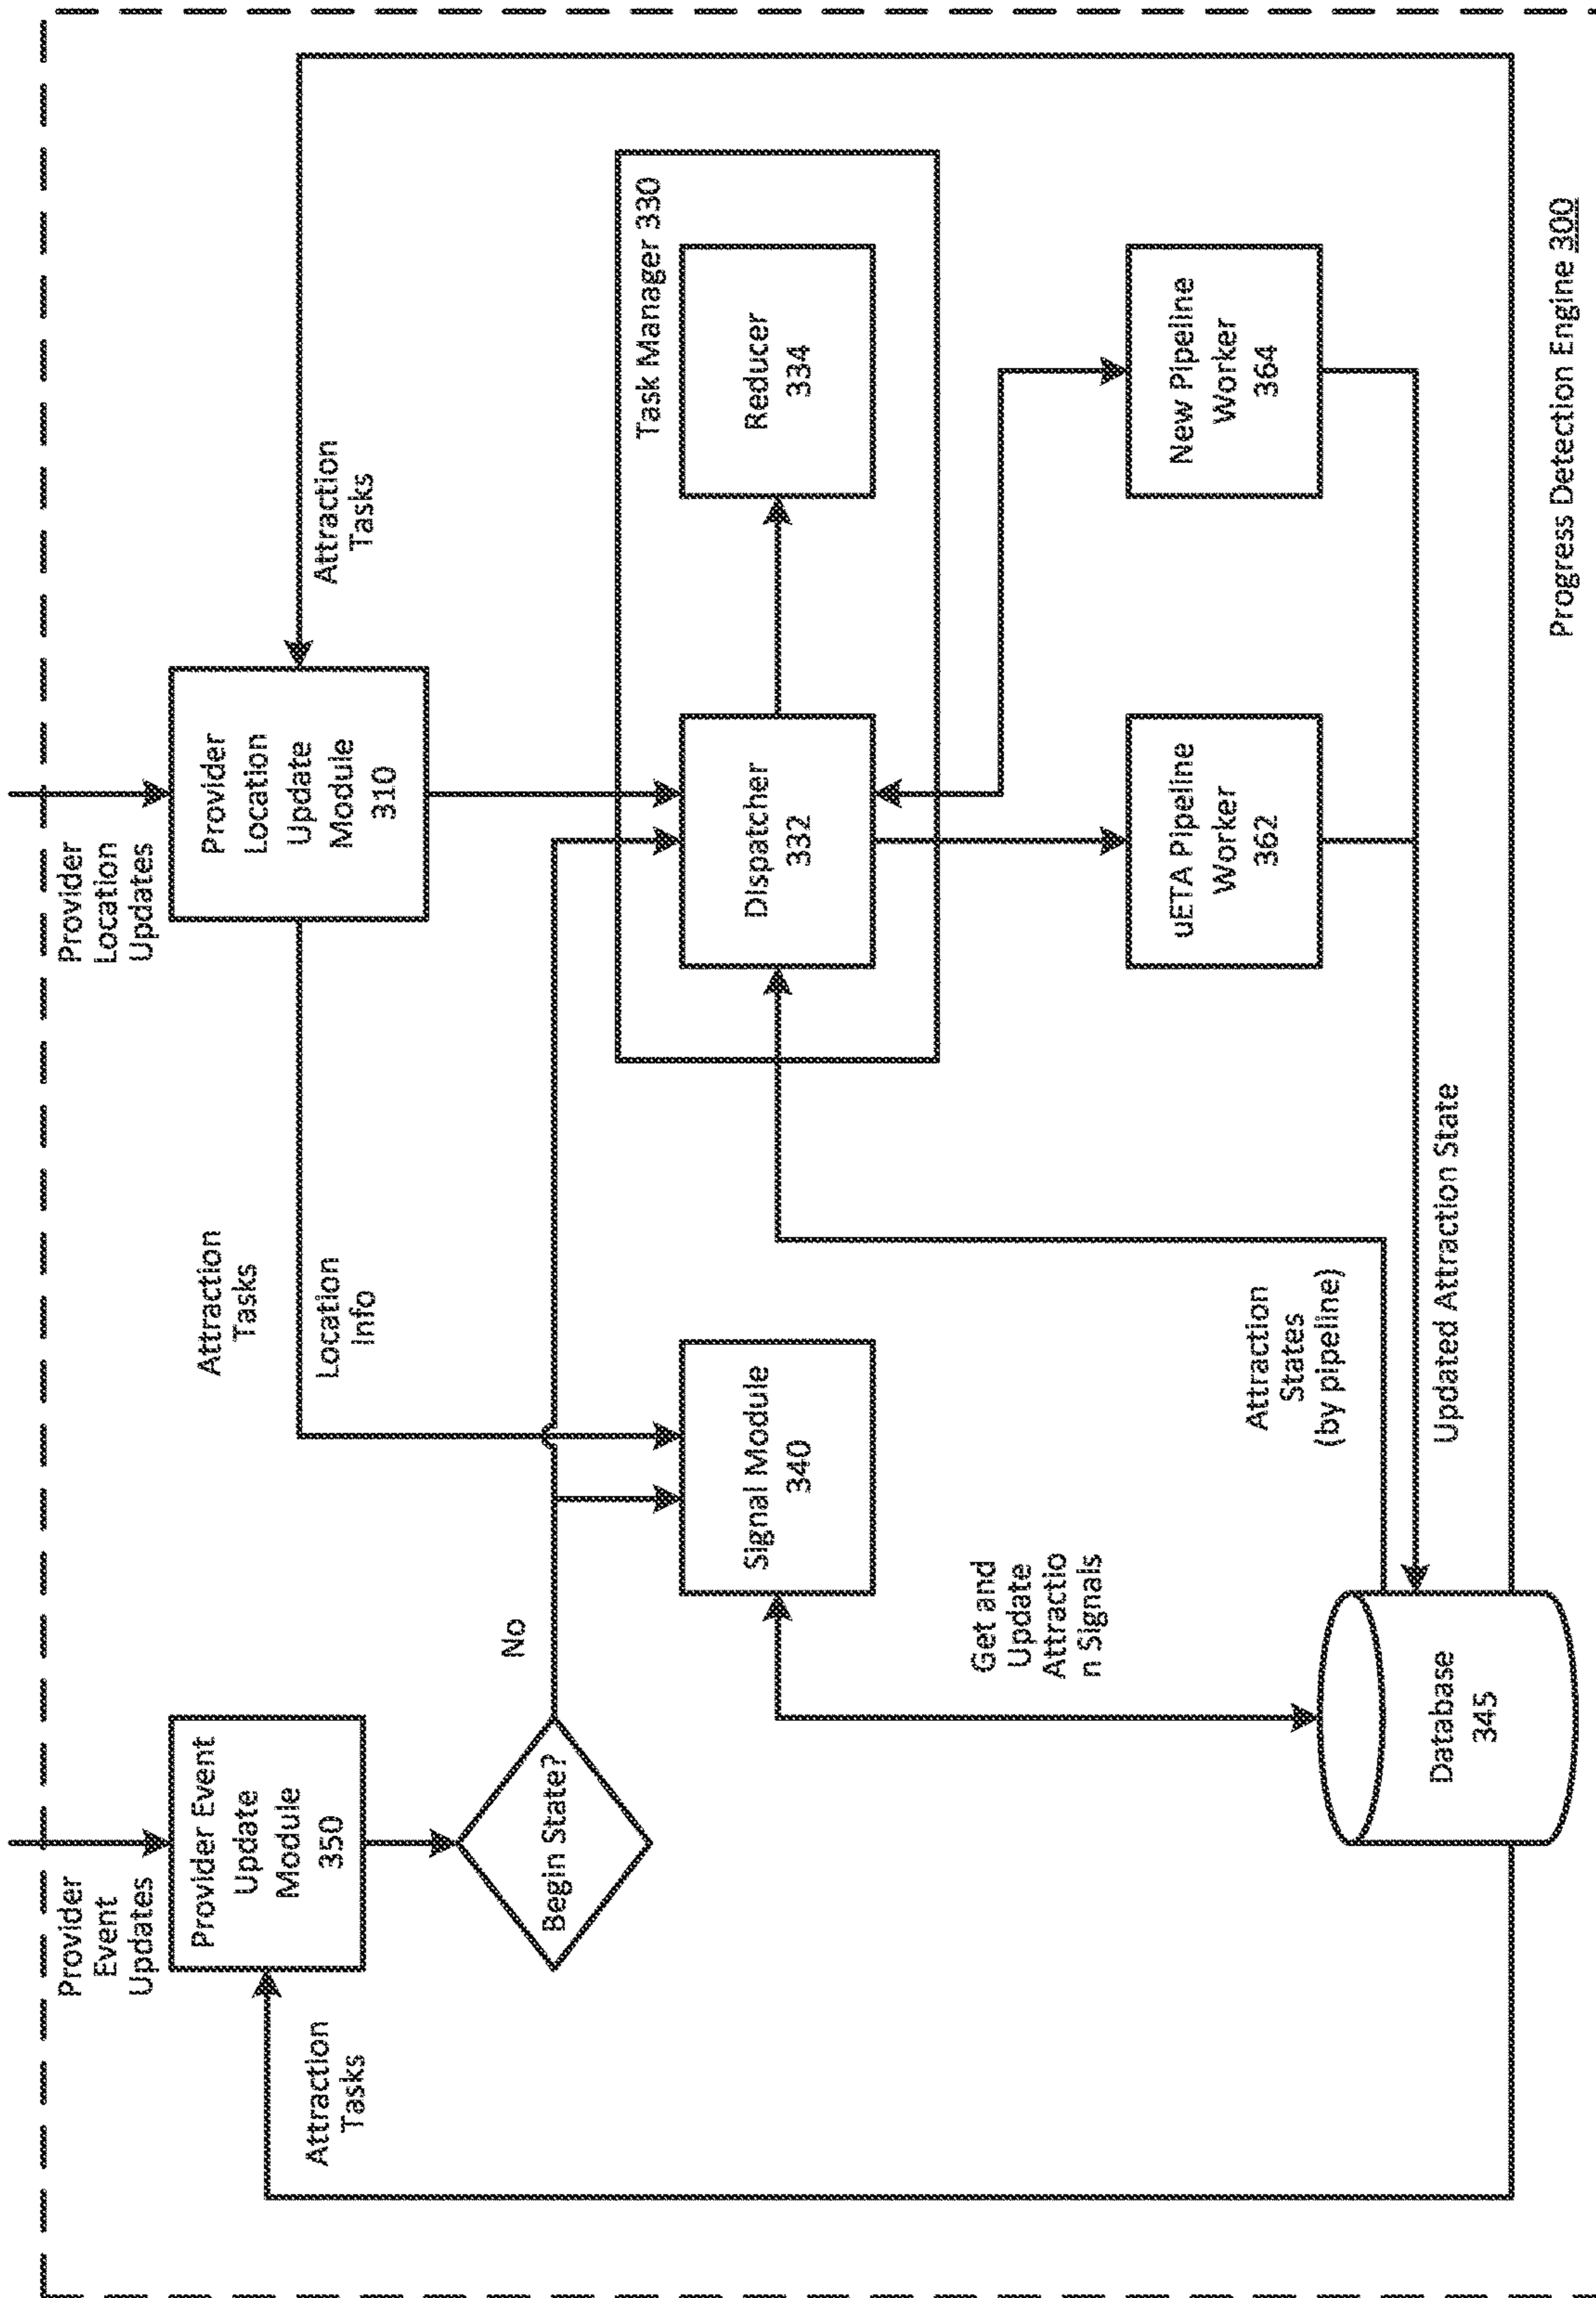 Provider
Event
Updates
Provider
Location
Updates
Attraction
Tasks
Provider Event
Update
Module
350
Attraction
Tasks
Location
Info
Provider
Location
Update
Module
310
Attraction
Tasks
Begin State?
No
Signal Module
340
Task Manager 330
Dispatcher
332
Reducer
334
Get and
Update
Attractio
n Signals
uETA Pipeline
Worker
362
New Pipeline
Worker
364
Attraction
States
(by pipeline)
Updated Attraction State
Database
345
Progress Detection Engine 300